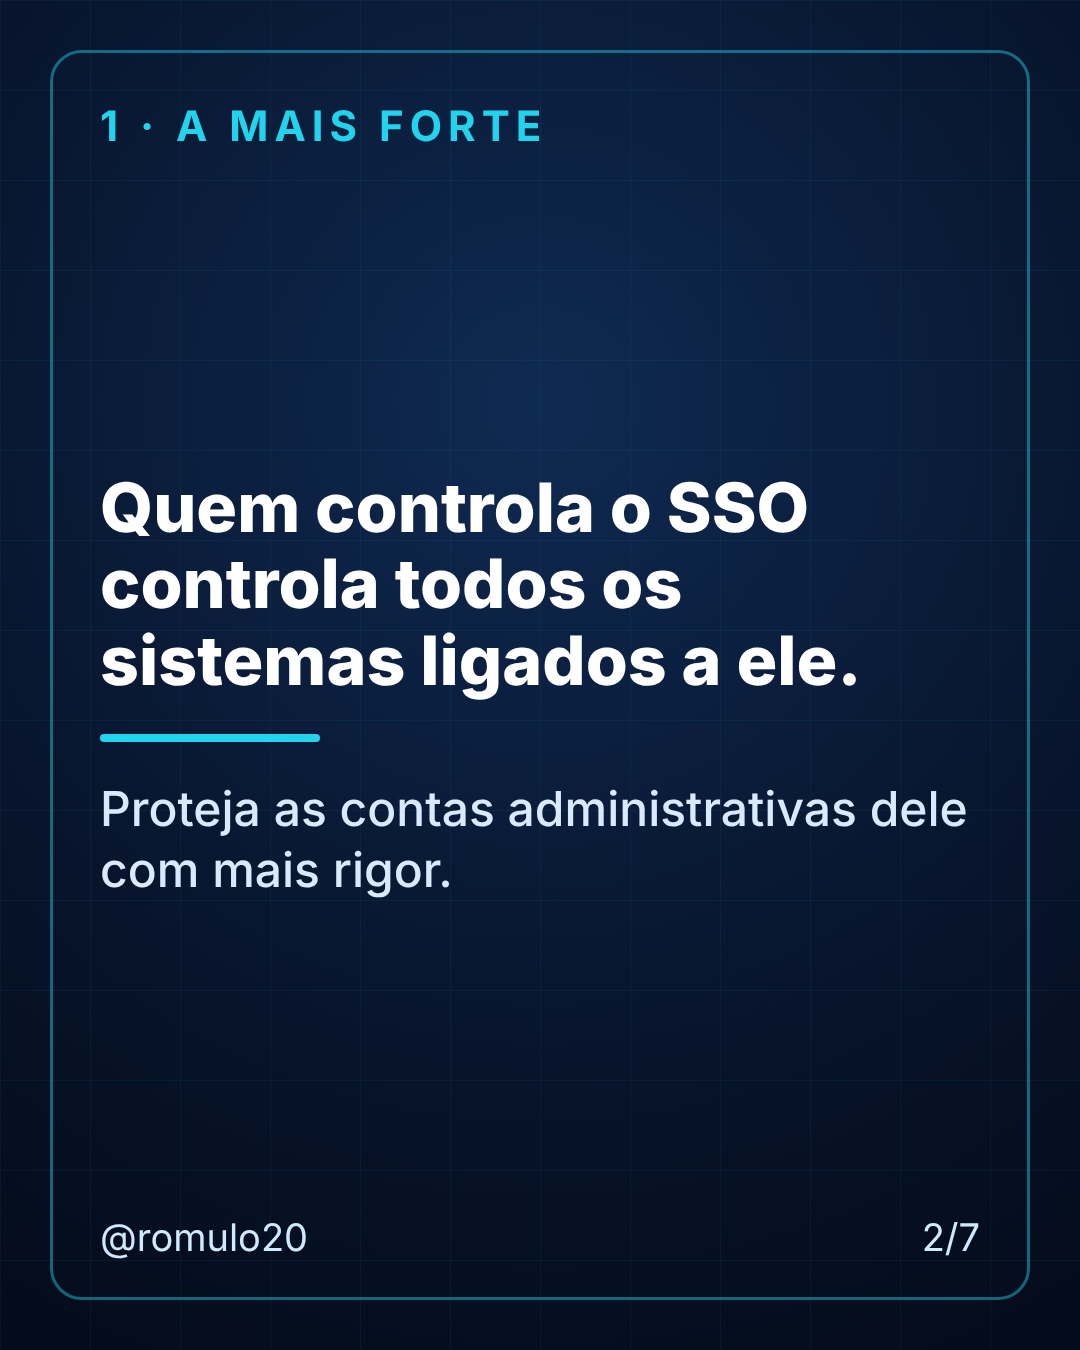 1 · A MAIS FORTE
Quem controla o SSO
controla todos os
sistemas ligados a ele.
Proteja as contas administrativas dele
com mais rigor.
@romulo20
2/7